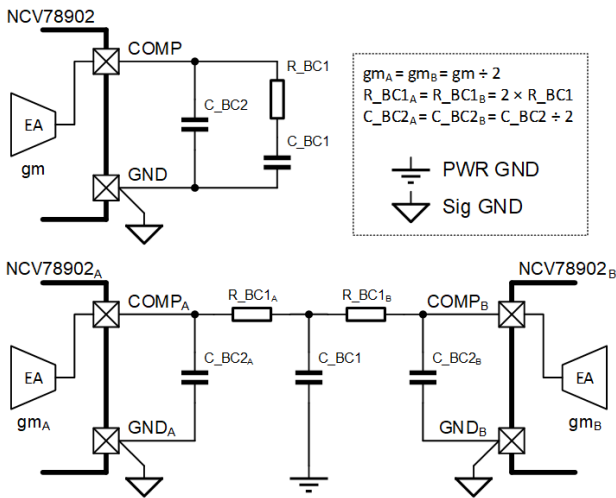 NCV78902
COMP
R_BC1
C_BC2
EA
C_BC1
gm
GND
gmA = gmB = gm ÷ 2
R_BC1A = R_BC1B = 2 × R_BC1
C_BC2A = C_BC2B = C_BC2 ÷ 2
PWR GND
Sig GND
NCV78902A
NCV78902B
COMPA
R_BC1A
R_BC1B
COMPB
C_BC2A
C_BC1
C_BC2B
EA
EA
gmA
GNDA
GNDB
gmB